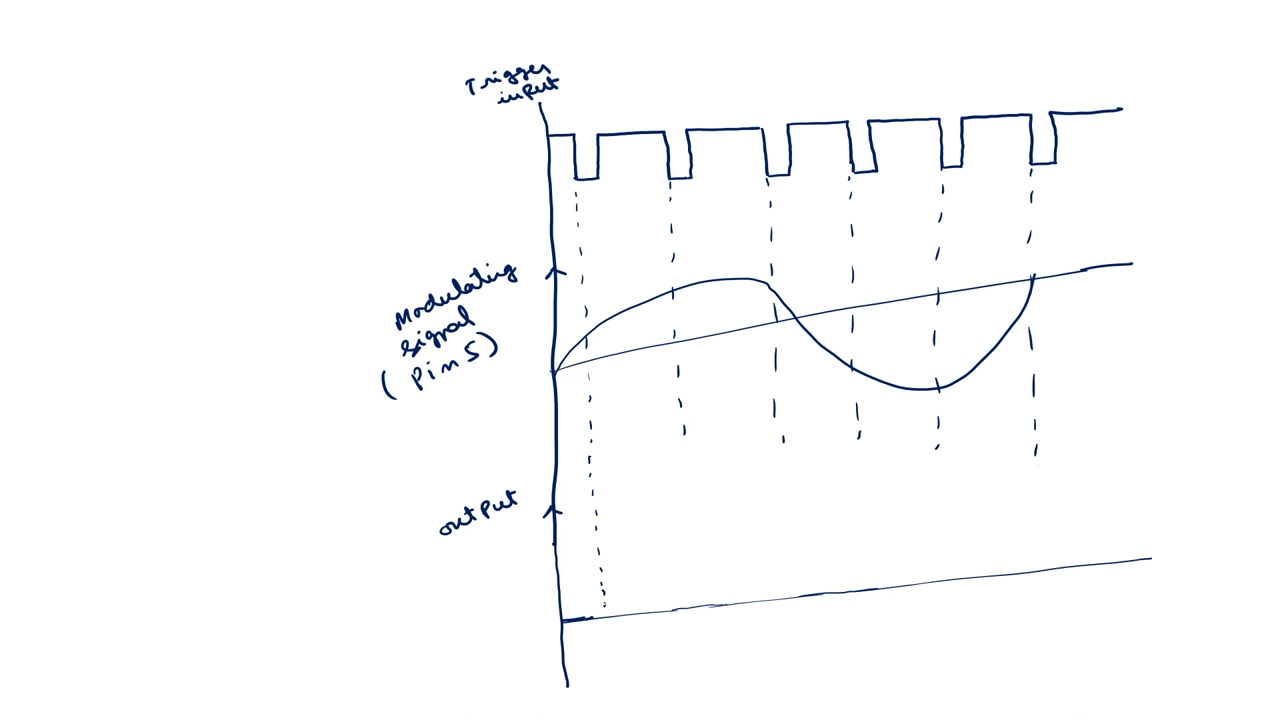 Trigger
input
Modulating
signal
(Pin 5)
output